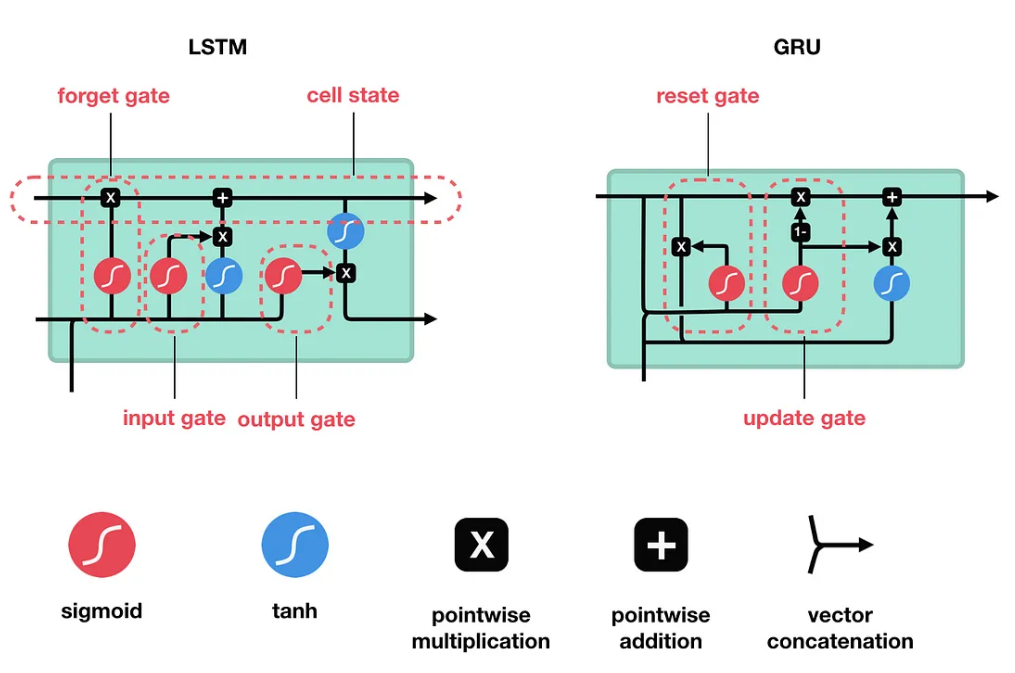 LSTM
GRU
forget gate
cell state
reset gate
X
+
X
X
X
+
1-
X
X
input gate
output gate
update gate
X
+
sigmoid
tanh
pointwise
multiplication
pointwise
addition
vector
concatenation